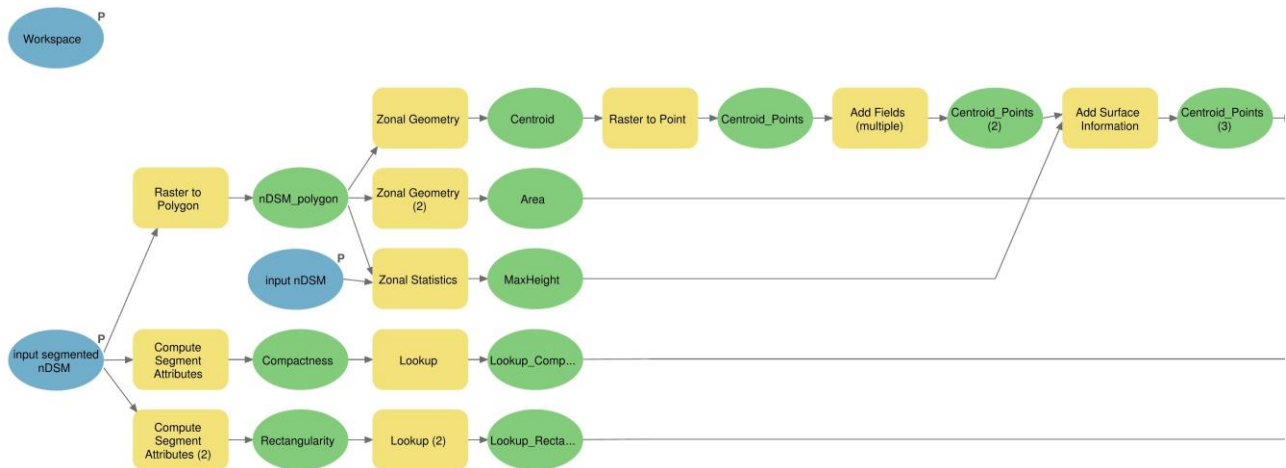 P
Workspace
Zonal Geometry
Centroid
Raster to Point
Centroid_Points
Add Fields
(multiple)
Centroid_Points
(2)
Add Surface
Information
Centroid_Points
(3)
Raster to
Polygon
nDSM_polygon
Zonal Geometry
(2)
Area
P
input nDSM
Zonal Statistics
MaxHeight
P
input segmented
nDSM
Compute
Segment
Attributes
Compactness
Lookup
Lookup_Comp...
Compute
Segment
Attributes (2)
Rectangularity
Lookup (2)
Lookup_Recta...